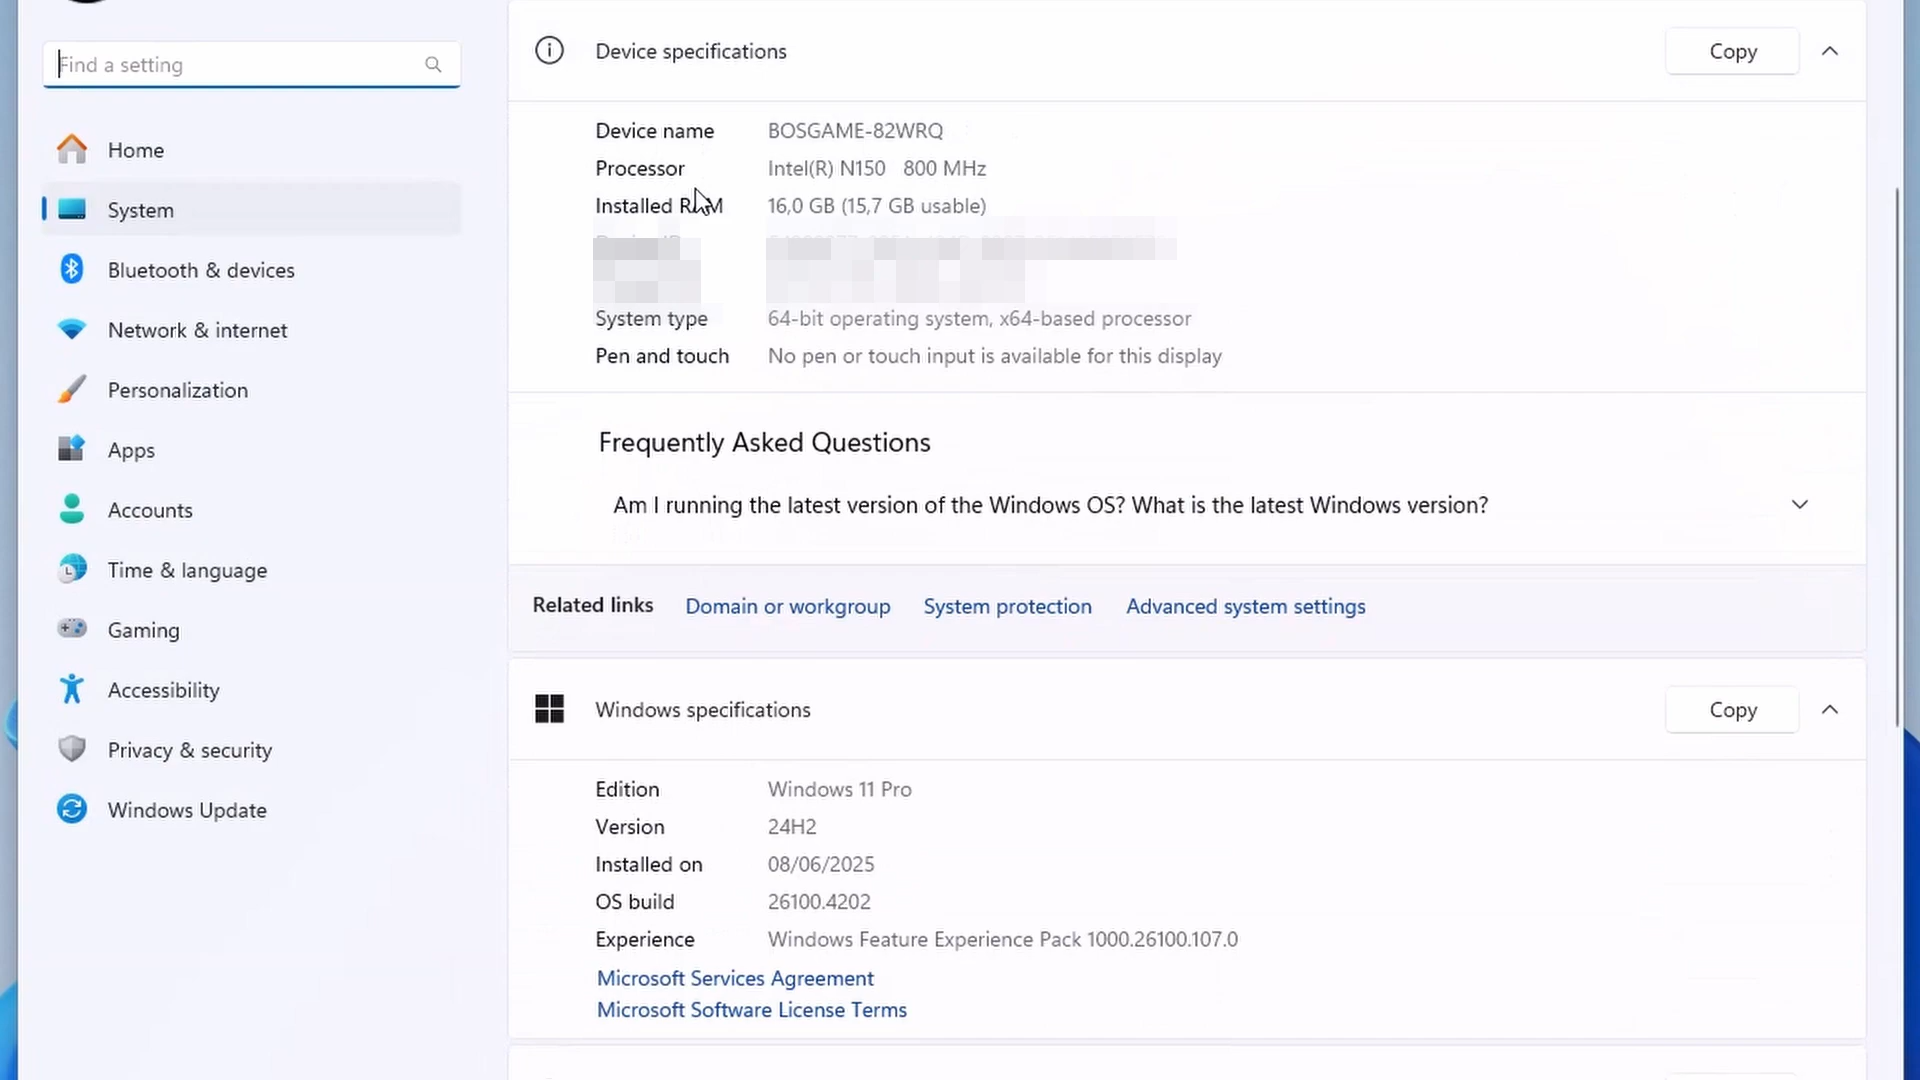 Find a setting
Home
System
Bluetooth & devices
Network & internet
Personalization
Apps
Accounts
Time & language
Gaming
Accessibility
Privacy & security
Windows Update
Device specifications
Copy
Device name BOSGAME-82WRQ
Processor Intel(R) N150 800 MHz
Installed RAM 16,0 GB (15,7 GB usable)
System type 64-bit operating system, x64-based processor
Pen and touch No pen or touch input is available for this display
Frequently Asked Questions
Am I running the latest version of the Windows OS? What is the latest Windows version?
Related links Domain or workgroup System protection Advanced system settings
Windows specifications
Copy
Edition Windows 11 Pro
Version 24H2
Installed on 08/06/2025
OS build 26100.4202
Experience Windows Feature Experience Pack 1000.26100.107.0
Microsoft Services Agreement
Microsoft Software License Terms